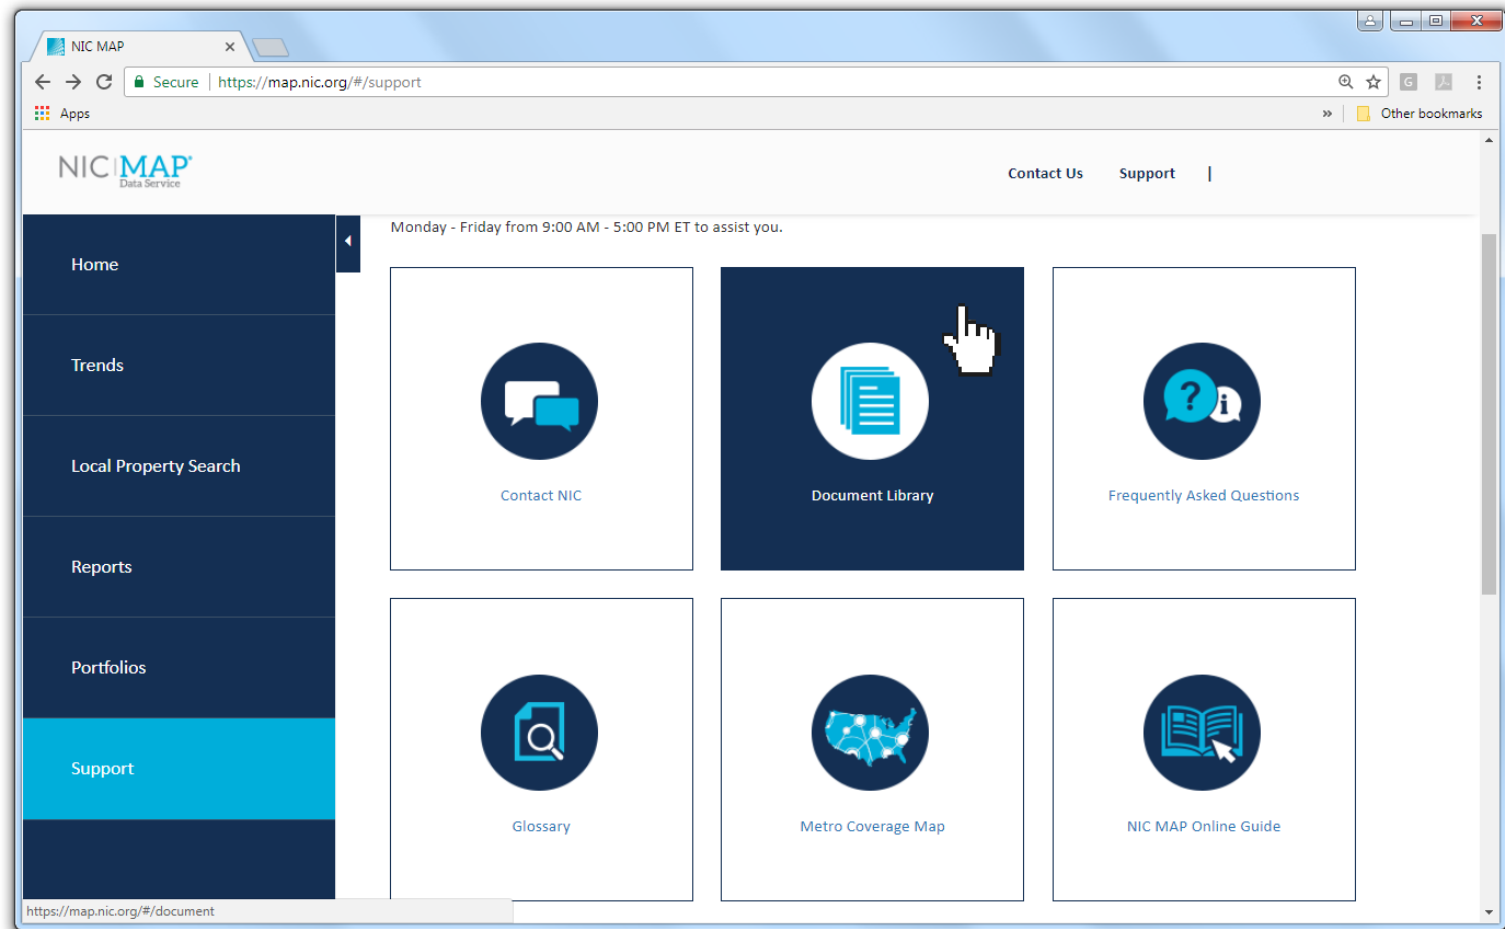 NIC MAP
Secure | https://map.nic.org/#/support
Apps
Other bookmarks
NIC MAP®
Data Service
Contact Us
Support
|
Monday - Friday from 9:00 AM - 5:00 PM ET to assist you.
Home
Trends
Local Property Search
Reports
Portfolios
Support
Contact NIC
Document Library
Frequently Asked Questions
Glossary
Metro Coverage Map
NIC MAP Online Guide
https://map.nic.org/#/document